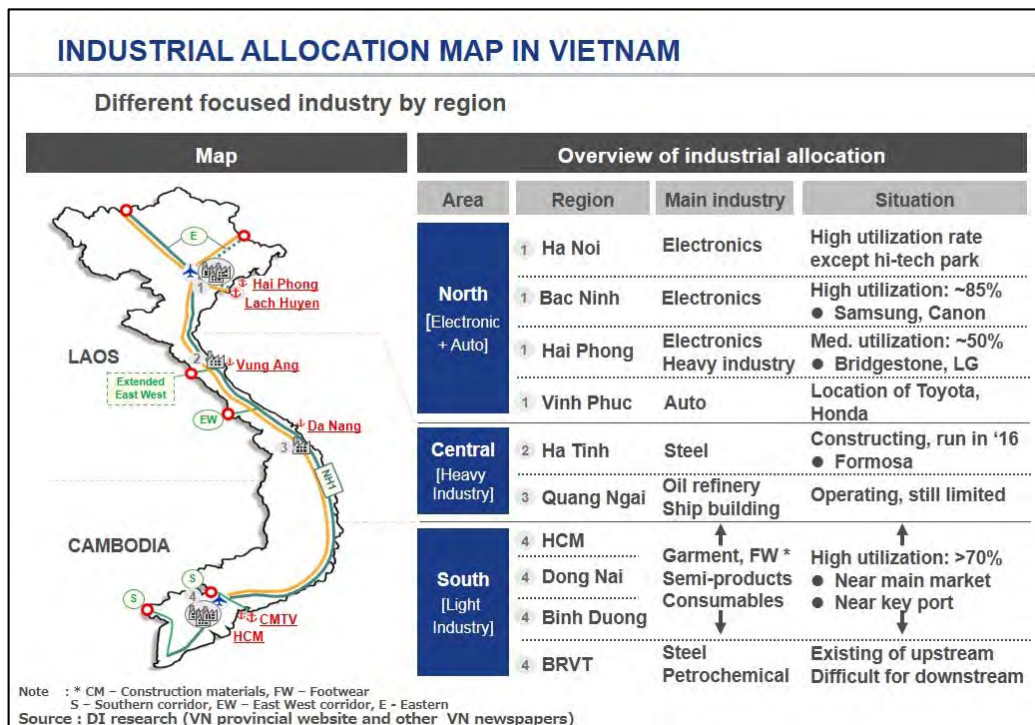 INDUSTRIAL ALLOCATION MAP IN VIETNAM
Different focused industry by region
Map
E
1
Hai Phong
Lach Huyen
LAOS
2
Vung Ang
Extended
East West
EW
Da Nang
3
NH1
CAMBODIA
S
S
4
CMTV
HCM
Overview of industrial allocation
Area Region Main industry Situation
North
[Electronic
+ Auto]
1 Ha Noi Electronics High utilization rate
except hi-tech park
1 Bac Ninh Electronics High utilization: ~85%
● Samsung, Canon
1 Hai Phong Electronics Med. utilization: ~50%
Heavy industry ● Bridgestone, LG
1 Vinh Phuc Auto Location of Toyota,
Honda
Central
[Heavy
Industry]
2 Ha Tinh Steel Constructing, run in ‘16
● Formosa
3 Quang Ngai Oil refinery Operating, still limited
Ship building
South
[Light
Industry]
4 HCM
4 Dong Nai
4 Binh Duong
Garment, FW *
Semi-products
Consumables
High utilization: >70%
● Near main market
● Near key port
4 BRVT Steel Existing of upstream
Petrochemical Difficult for downstream
Note : * CM – Construction materials, FW – Footwear
S – Southern corridor, EW – East West corridor, E - Eastern
Source : DI research (VN provincial website and other VN newspapers)